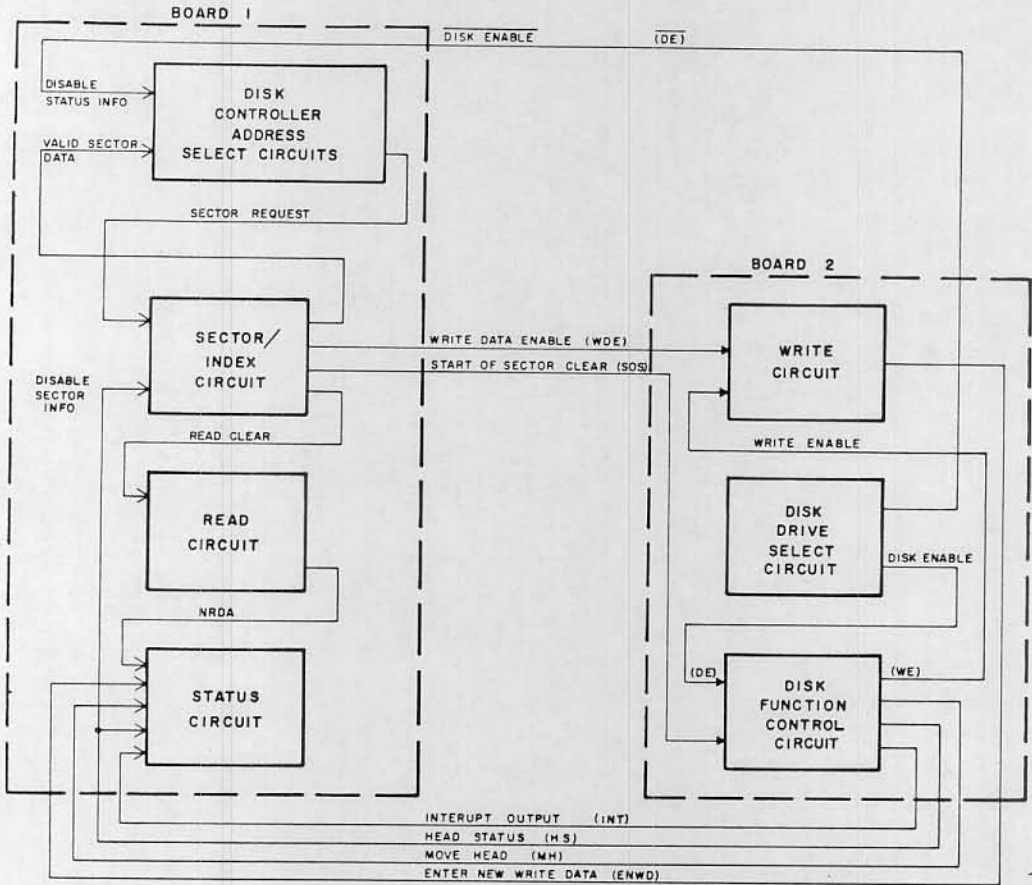 BOARD 1
DISK ENABLE (DE)
DISABLE
STATUS INFO
DISK
CONTROLLER
ADDRESS
SELECT CIRCUITS
VALID SECTOR
DATA
SECTOR REQUEST
BOARD 2
SECTOR/
INDEX
CIRCUIT
WRITE DATA ENABLE (WDE)
START OF SECTOR CLEAR (SOS)
WRITE
CIRCUIT
DISABLE
SECTOR
INFO
READ CLEAR
WRITE ENABLE
READ
CIRCUIT
DISK
DRIVE
SELECT
CIRCUIT
DISK ENABLE
NRDA
STATUS
CIRCUIT
(DE)
DISK
FUNCTION
CONTROL
CIRCUIT
(WE)
INTERUPT OUTPUT (INT)
HEAD STATUS (HS)
MOVE HEAD (MH)
ENTER NEW WRITE DATA (ENWD)